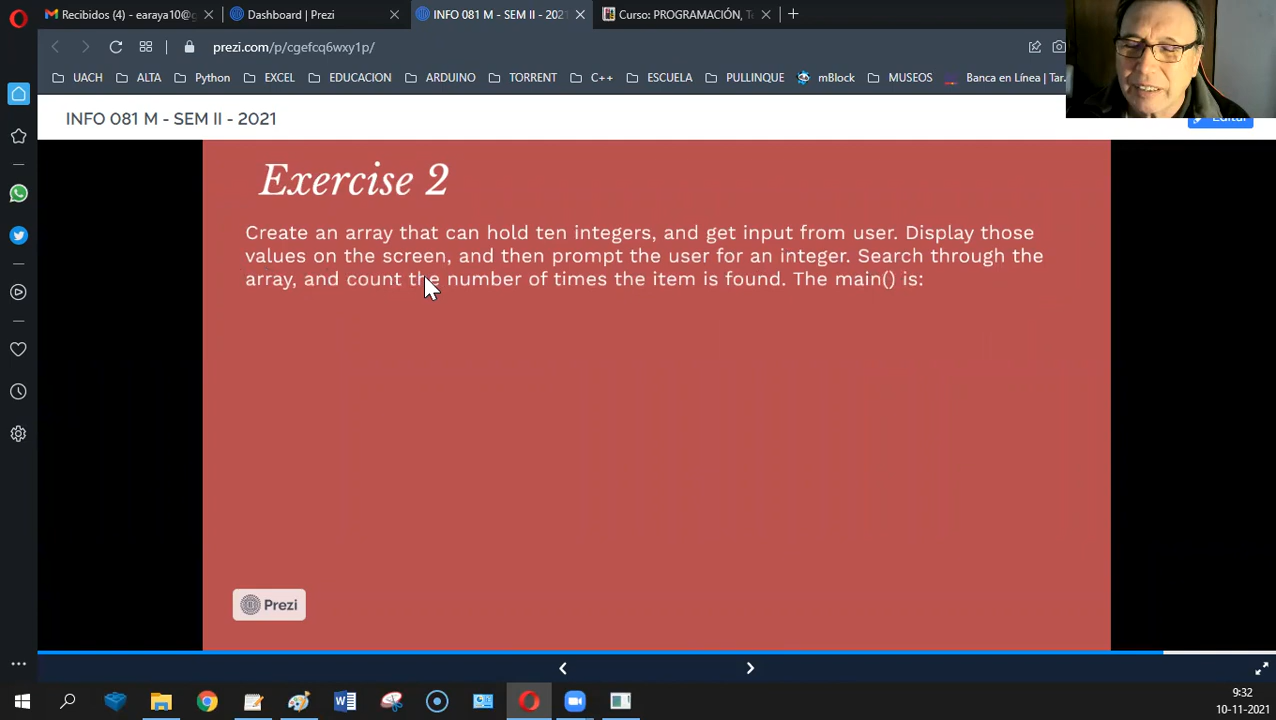 Recibidos (4) - earaya10@g
Dashboard | Prezi
INFO 081 M - SEM II - 2021
Curso: PROGRAMACIÓN, Te
prezi.com/p/cgefcq6wxy1p/
UACH
ALTA
Python
EXCEL
EDUCACION
ARDUINO
TORRENT
C++
ESCUELA
PULLINQUE
mBlock
MUSEOS
Banca en Línea | Tar.
INFO 081 M - SEM II - 2021
Editar
Exercise 2
Create an array that can hold ten integers, and get input from user. Display those
values on the screen, and then prompt the user for an integer. Search through the
array, and count the number of times the item is found. The main() is:
Prezi
9:32
10-11-2021